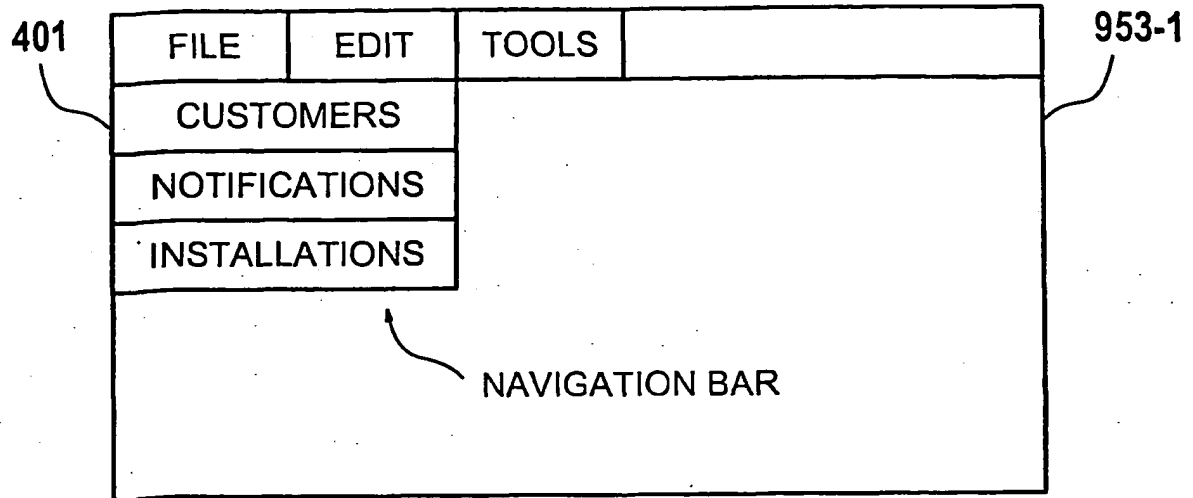 401
953-1
FILE EDIT TOOLS
CUSTOMERS
NOTIFICATIONS
INSTALLATIONS
NAVIGATION BAR